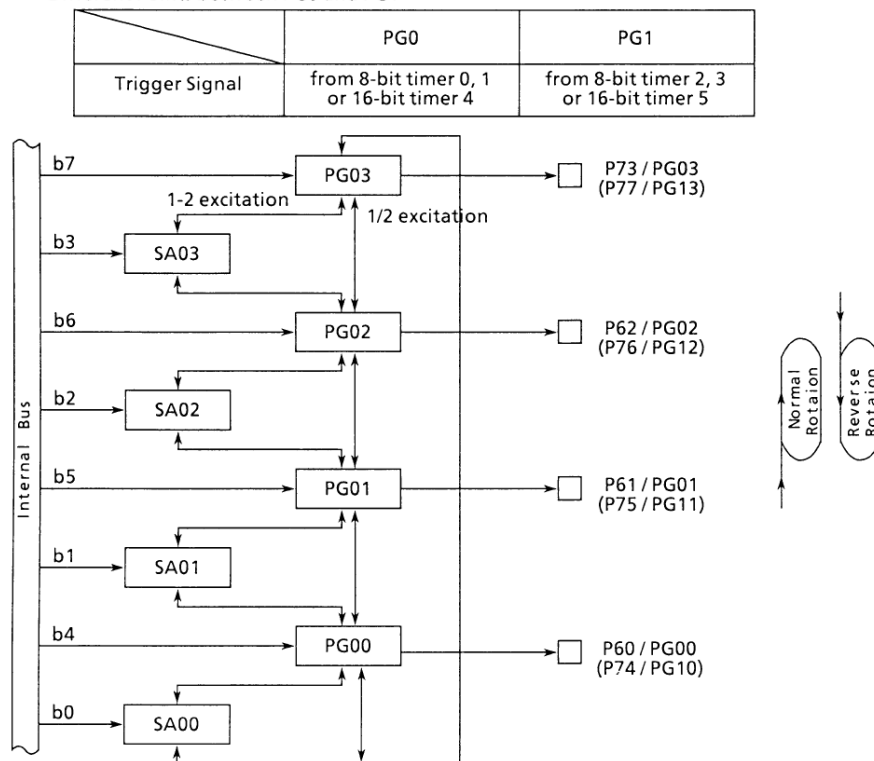 PG0
PG1
Trigger Signal
from 8-bit timer 0, 1
or 16-bit timer 4
from 8-bit timer 2, 3
or 16-bit timer 5
b7
PG03
P73 / PG03
(P77 / PG13)
1-2 excitation
1/2 excitation
b3
SA03
b6
PG02
P62 / PG02
(P76 / PG12)
b2
SA02
Internal Bus
Normal
Rotaion
Reverse
Rotaion
b5
PG01
P61 / PG01
(P75 / PG11)
b1
SA01
b4
PG00
P60 / PG00
(P74 / PG10)
b0
SA00